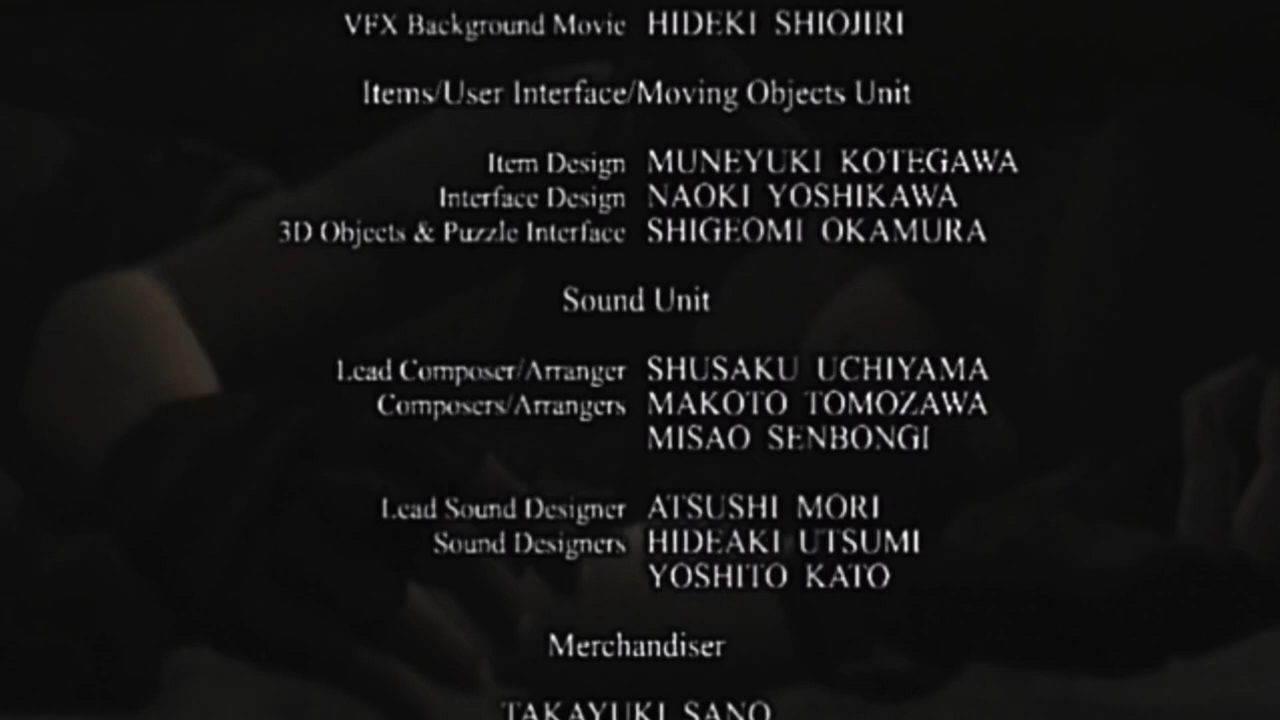 VFX Background Movie HIDEKI SHIOJIRI
Items/User Interface/Moving Objects Unit
Item Design MUNEYUKI KOTEGAWA
Interface Design NAOKI YOSHIKAWA
3D Objects & Puzzle Interface SHIGEOMI OKAMURA
Sound Unit
Lead Composer/Arranger SHUSAKU UCHIYAMA
Composers/Arrangers MAKOTO TOMOZAWA
MISAO SENBONGI
Lead Sound Designer ATSUSHI MORI
Sound Designers HIDEAKI UTSUMI
YOSHITO KATO
Merchandiser
TAKAYUKI SANO